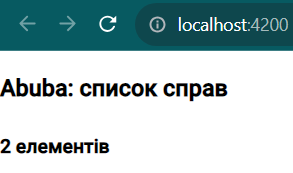 localhost:4200
Abuba: список справ
2 елементів